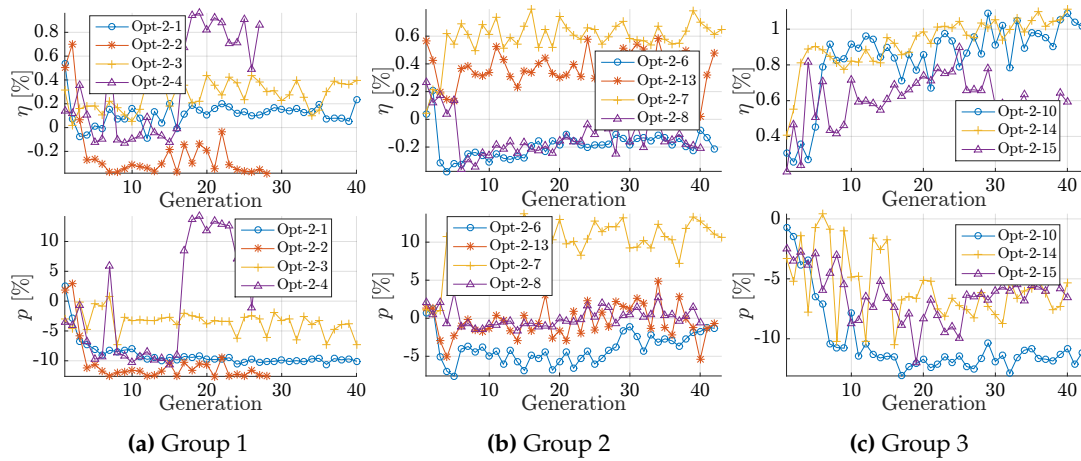 η [%]
0.8
0.6
0.4
0.2
0
-0.2
Opt-2-1
Opt-2-2
Opt-2-3
Opt-2-4
10 20 30 40
Generation
η [%]
0.6
0.4
0.2
0
-0.2
Opt-2-6
Opt-2-13
Opt-2-7
Opt-2-8
10 20 30 40
Generation
η [%]
1
0.8
0.6
0.4
Opt-2-10
Opt-2-14
Opt-2-15
10 20 30 40
Generation
p [%]
10
5
0
-5
-10
Opt-2-1
Opt-2-2
Opt-2-3
Opt-2-4
10 20 30 40
Generation
p [%]
10
5
0
-5
Opt-2-6
Opt-2-13
Opt-2-7
Opt-2-8
10 20 30 40
Generation
p [%]
0
-5
-10
Opt-2-10
Opt-2-14
Opt-2-15
10 20 30 40
Generation
(a) Group 1
(b) Group 2
(c) Group 3